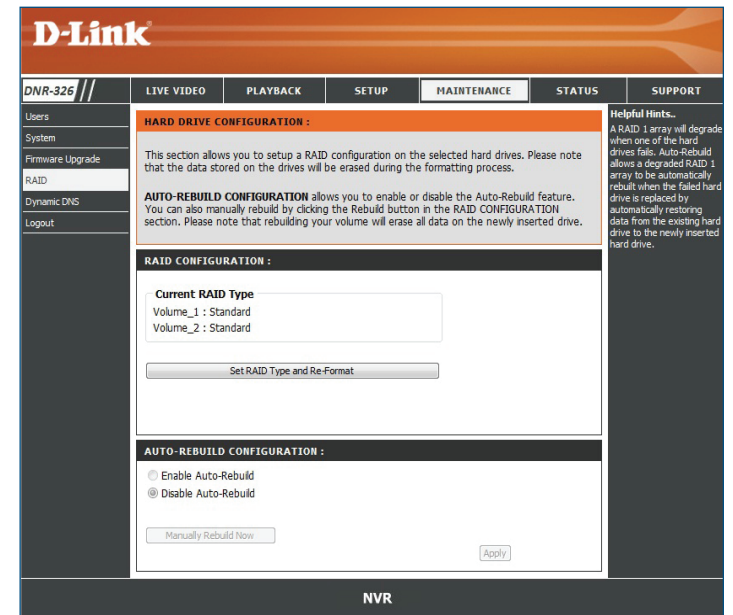 D-Link
DNR-326
LIVE VIDEO
PLAYBACK
SETUP
MAINTENANCE
STATUS
SUPPORT
Users
System
Firmware Upgrade
RAID
Dynamic DNS
Logout
HARD DRIVE CONFIGURATION :
This section allows you to setup a RAID configuration on the selected hard drives. Please note
that the data stored on the drives will be erased during the formatting process.
AUTO-REBUILD CONFIGURATION allows you to enable or disable the Auto-Rebuild feature.
You can also manually rebuild by clicking the Rebuild button in the RAID CONFIGURATION
section. Please note that rebuilding your volume will erase all data on the newly inserted drive.
RAID CONFIGURATION :
Current RAID Type
Volume_1 : Standard
Volume_2 : Standard
Set RAID Type and Re-Format
AUTO-REBUILD CONFIGURATION :
Enable Auto-Rebuild
Disable Auto-Rebuild
Manually Rebuild Now
Apply
Helpful Hints..
A RAID 1 array will degrade
when one of the hard
drives fails. Auto-Rebuild
allows a degraded RAID 1
array to be automatically
rebuilt when the failed hard
drive is replaced by
automatically restoring
data from the existing hard
drive to the newly inserted
hard drive.
NVR